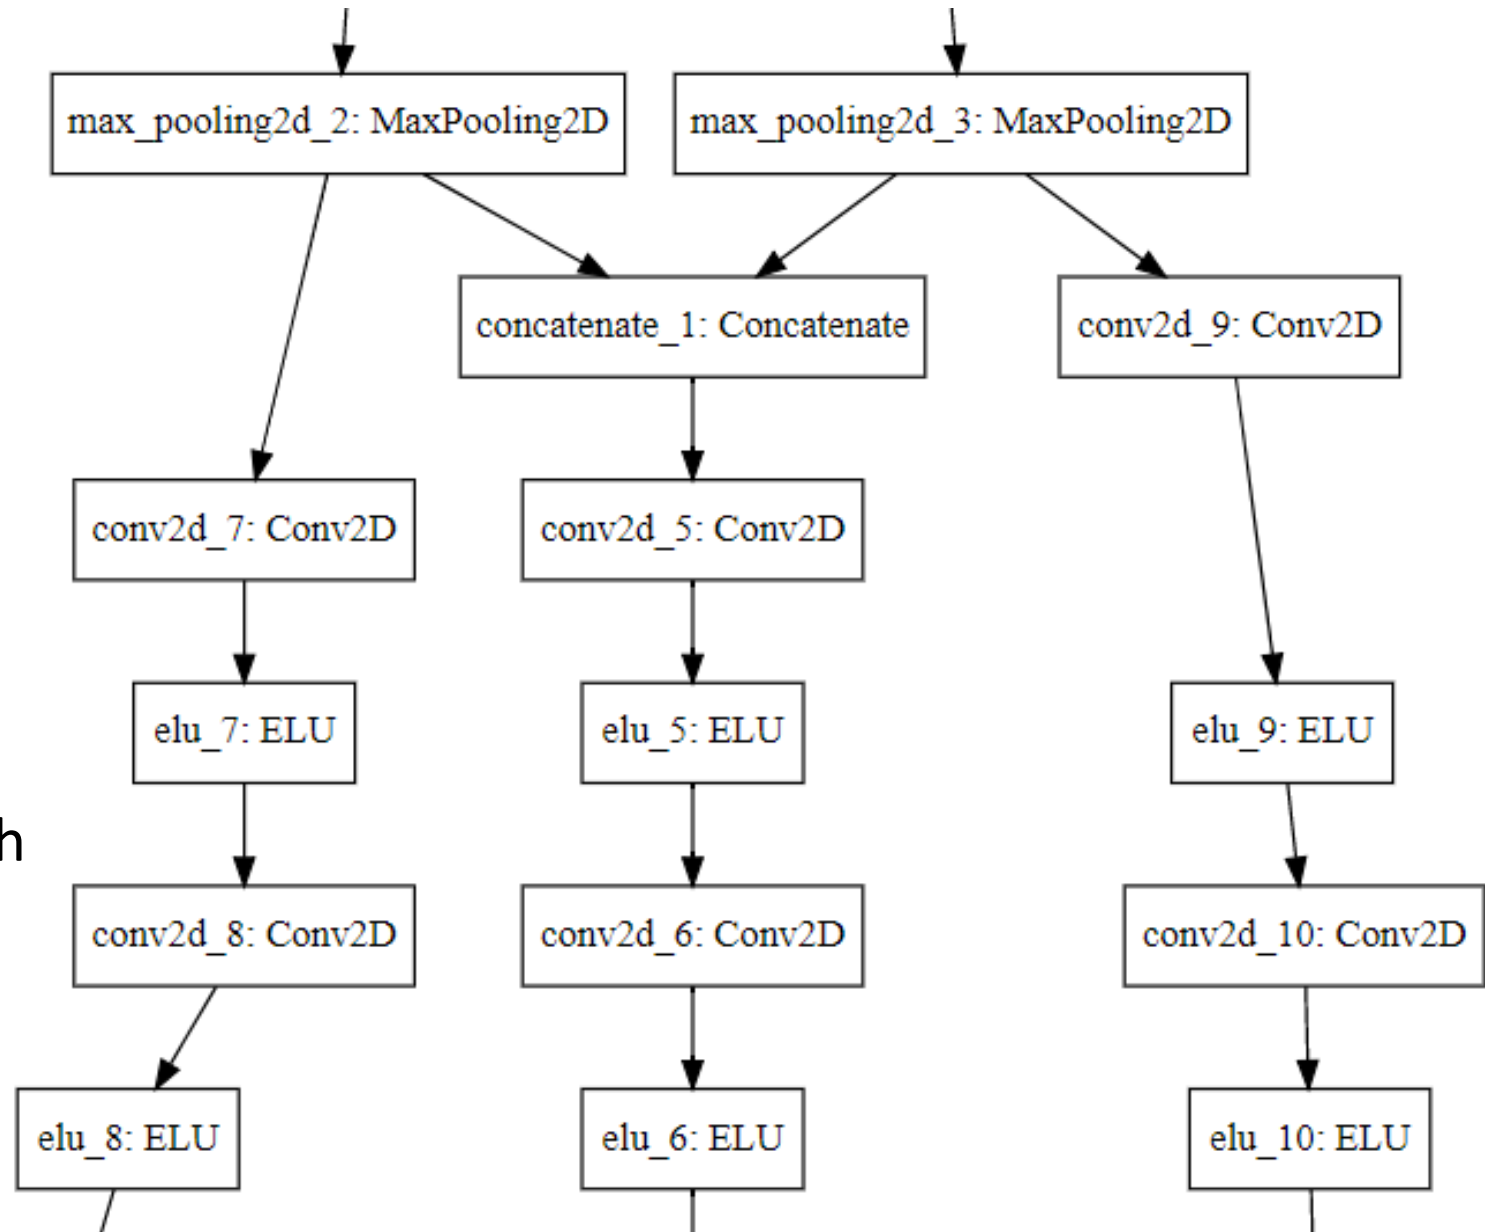 max_pooling2d_2: MaxPooling2D
max_pooling2d_3: MaxPooling2D
concatenate_1: Concatenate
conv2d_9: Conv2D
conv2d_7: Conv2D
conv2d_5: Conv2D
elu_7: ELU
elu_5: ELU
elu_9: ELU
h
conv2d_8: Conv2D
conv2d_6: Conv2D
conv2d_10: Conv2D
elu_8: ELU
elu_6: ELU
elu_10: ELU